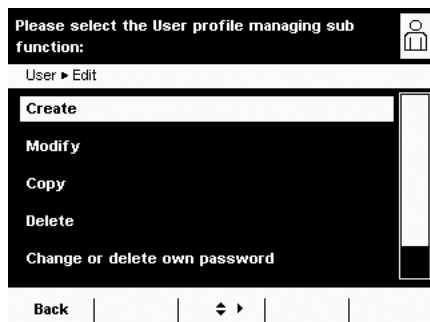 Please select the User profile managing sub
function:
User ▸ Edit
Create
Modify
Copy
Delete
Change or delete own password
Back